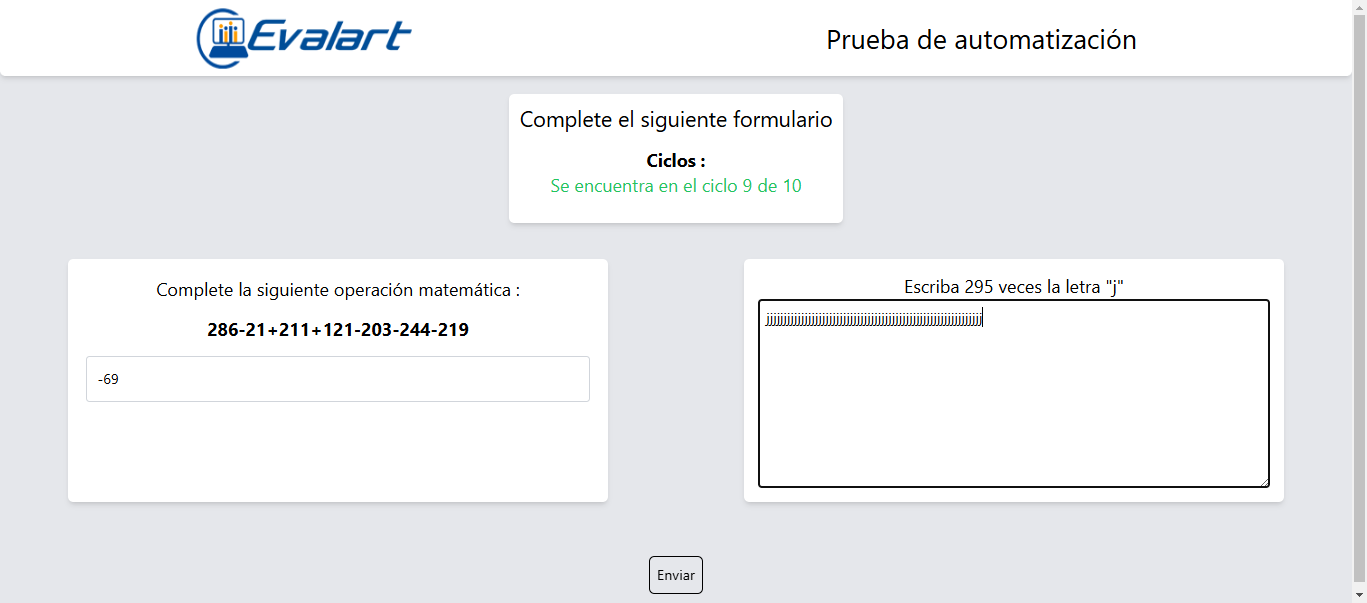 Evalart
Prueba de automatización
Complete el siguiente formulario
Ciclos :
Se encuentra en el ciclo 9 de 10
Complete la siguiente operación matemática :
286-21+211+121-203-244-219
-69
Escriba 295 veces la letra "j"
Enviar